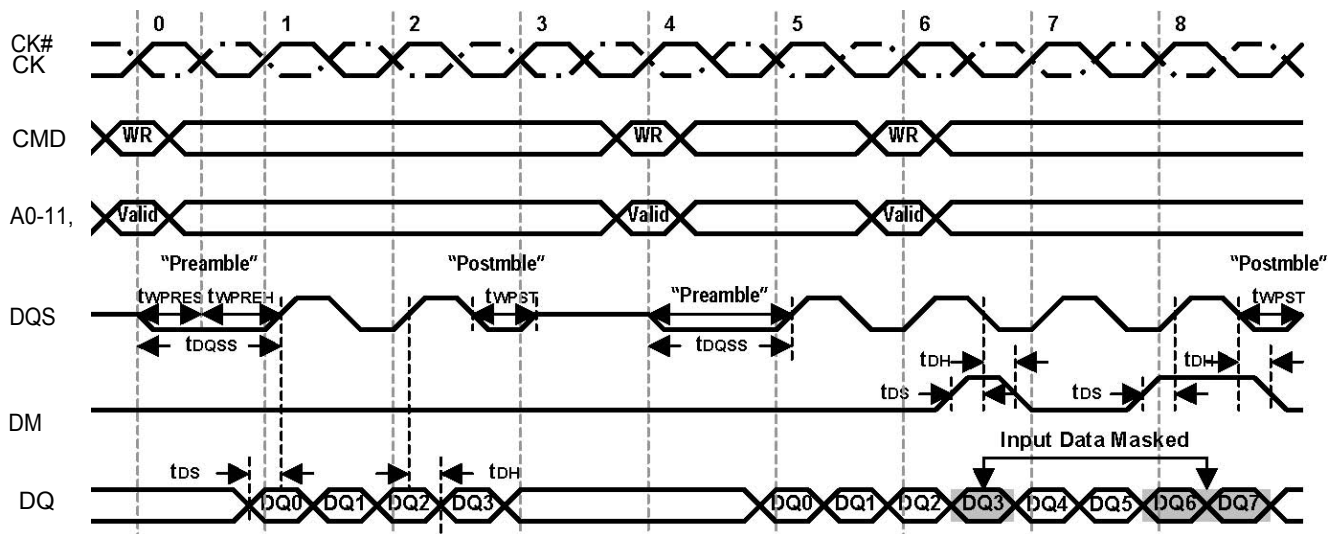 0 1 2 3 4 5 6 7 8
CK#
CK
CMD WR WR WR
A0-11, Valid Valid Valid
"Preamble" "Postmble" "Postmble"
tWPRES tWPREH tWPST "Preamble" tWPST
DQS
tDQSS tDQSS
tDH tDH
tDS tDS
DM
Input Data Masked
tDS tDH
DQ DQ0 DQ1 DQ2 DQ3 DQ0 DQ1 DQ2 DQ3 DQ4 DQ5 DQ6 DQ7